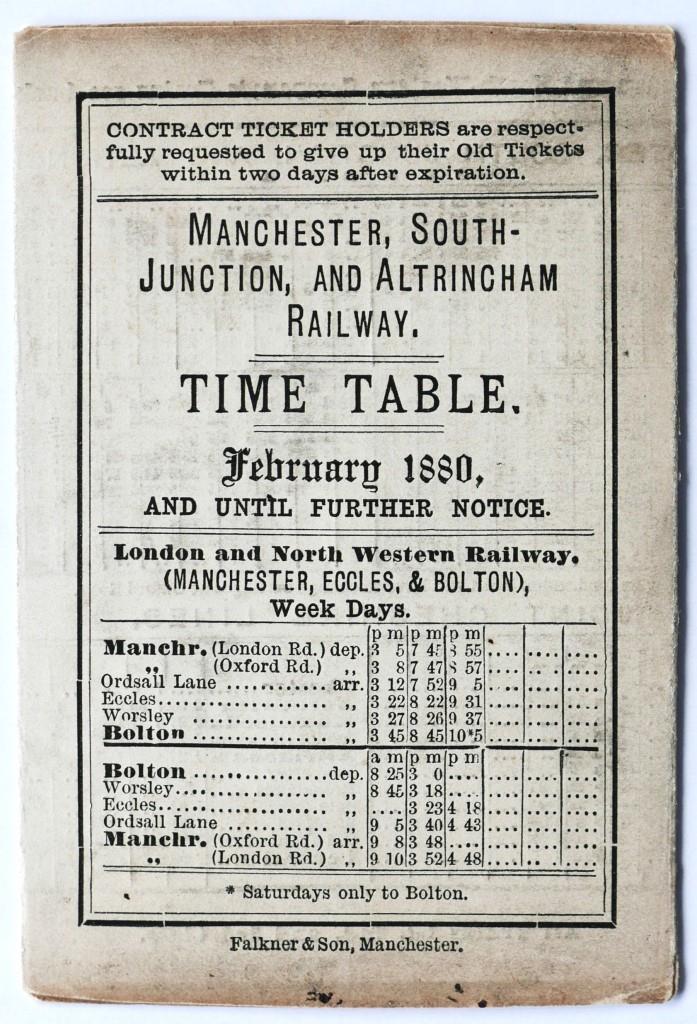 CONTRACT TICKET HOLDERS are respect-
fully requested to give up their Old Tickets
within two days after expiration.
MANCHESTER, SOUTH-
JUNCTION, AND ALTRINCHAM
RAILWAY.
TIME TABLE.
February 1880,
AND UNTIL FURTHER NOTICE.
London and North Western Railway.
(MANCHESTER, ECCLES, & BOLTON),
Week Days.
p m p m p m
Manchr. (London Rd.) dep. 3 5 7 45 8 55 .... .... ....
„ (Oxford Rd.) „ 3 8 7 47 8 57 .... .... ....
Ordsall Lane ............ arr. 3 12 7 52 9 5 .... .... ....
Eccles..................... „ 3 22 8 22 9 31 .... .... ....
Worsley .................. „ 3 27 8 26 9 37 .... .... ....
Bolton .................. „ 3 45 8 45 10*5 .... .... ....
a m p m p m
Bolton ..................dep. 8 25 3 0 .... .... .... ....
Worsley.................. „ 8 45 3 18 .... .... .... ....
Eccles..................... „ .... 3 23 4 18 .... .... ....
Ordsall Lane ............ „ 9 5 3 40 4 43 .... .... ....
Manchr. (Oxford Rd.) arr. 9 8 3 48 .... .... .... ....
„ (London Rd.) „ 9 10 3 52 4 48 .... .... ....
* Saturdays only to Bolton.
Falkner & Son, Manchester.